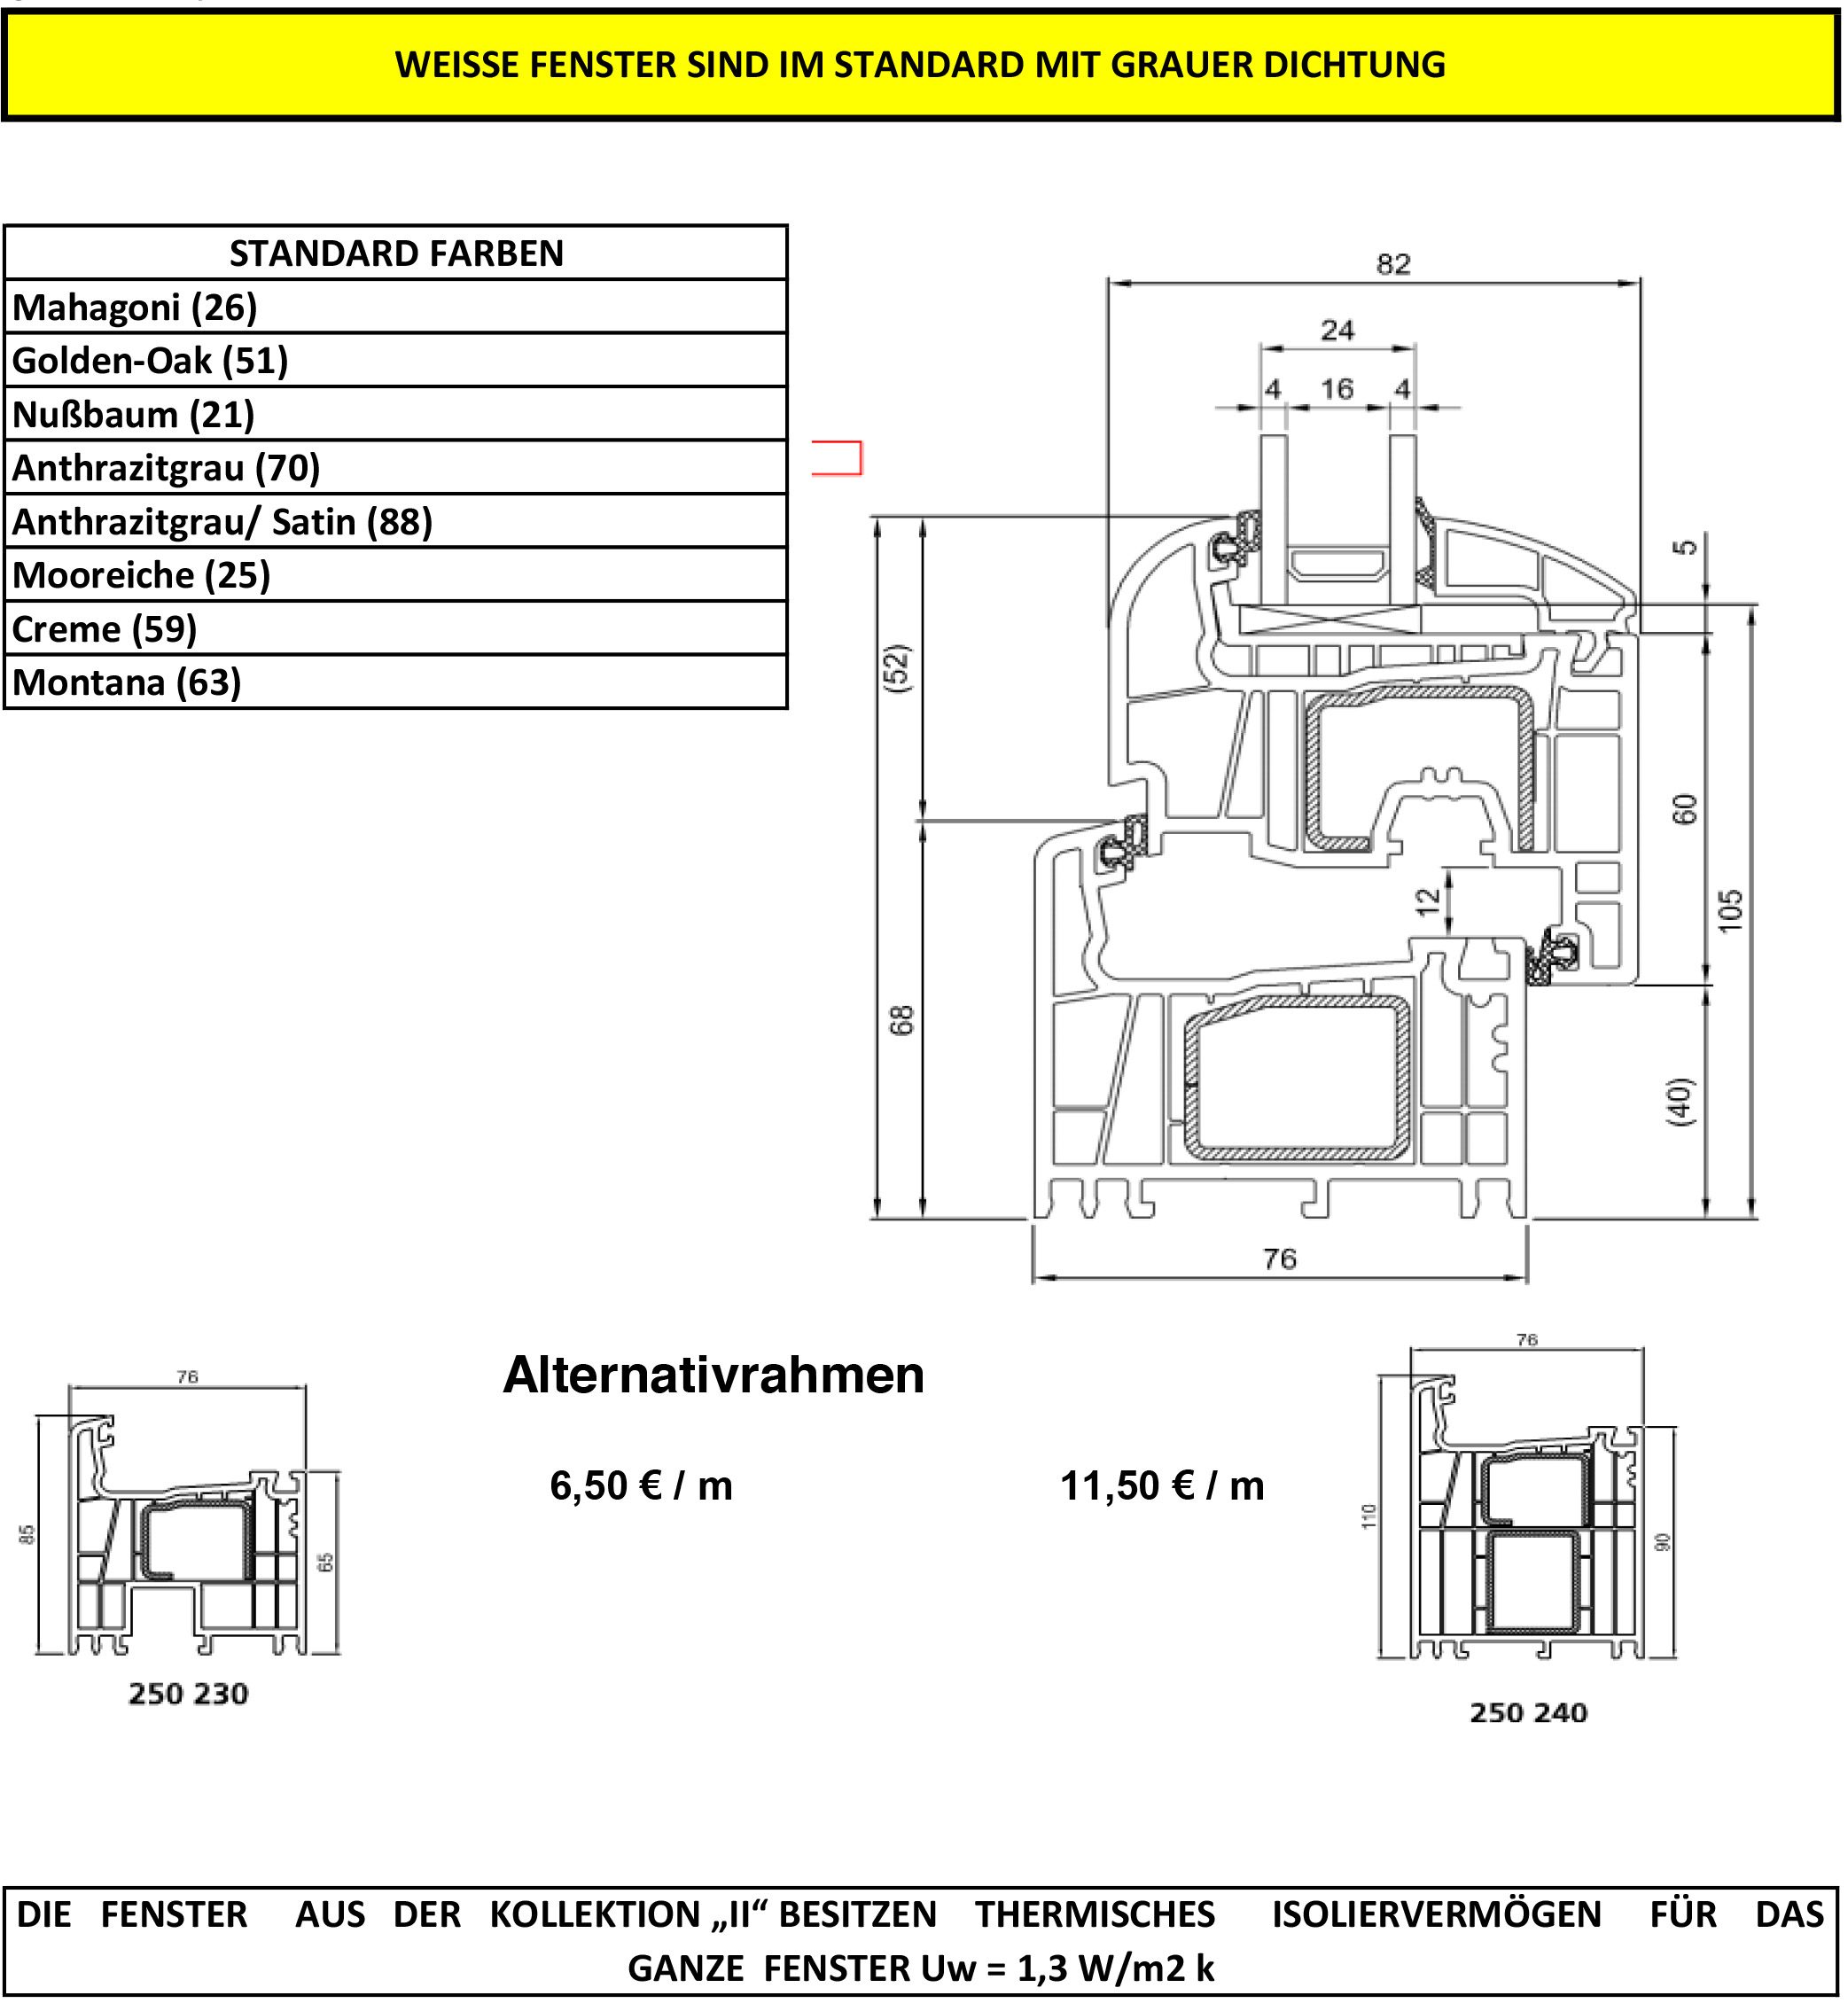 WEISSE FENSTER SIND IM STANDARD MIT GRAUER DICHTUNG
STANDARD FARBEN
Mahagoni (26)
Golden-Oak (51)
Nußbaum (21)
Anthrazitgrau (70)
Anthrazitgrau/ Satin (88)
Mooreiche (25)
Creme (59)
Montana (63)
82
24
4 16 4
5
(52)
60
12
105
68
(40)
76
Alternativrahmen
76
85
65
250 230
6,50 € / m
11,50 € / m
76
110
90
250 240
DIE FENSTER AUS DER KOLLEKTION „II“ BESITZEN THERMISCHES ISOLIERVERMÖGEN FÜR DAS
GANZE FENSTER Uw = 1,3 W/m2 k